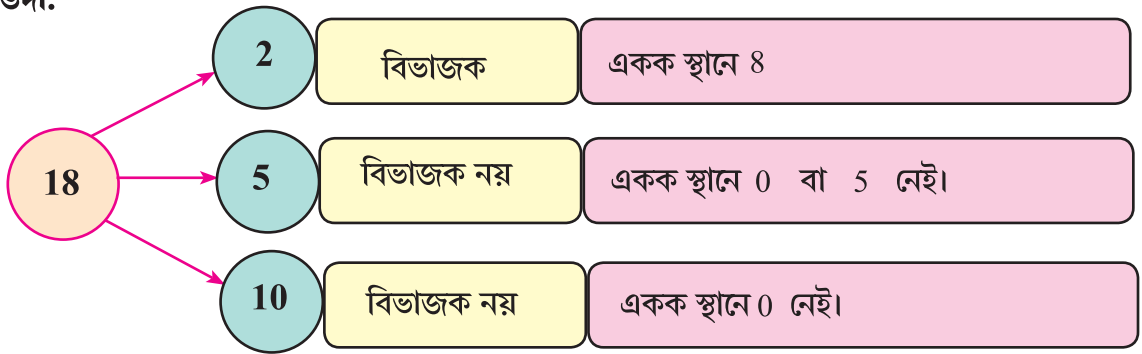 2 বিভাজক একক স্থানে 8
18 5 বিভাজক নয় একক স্থানে 0 বা 5 নেই।
10 বিভাজক নয় একক স্থানে 0 নেই।